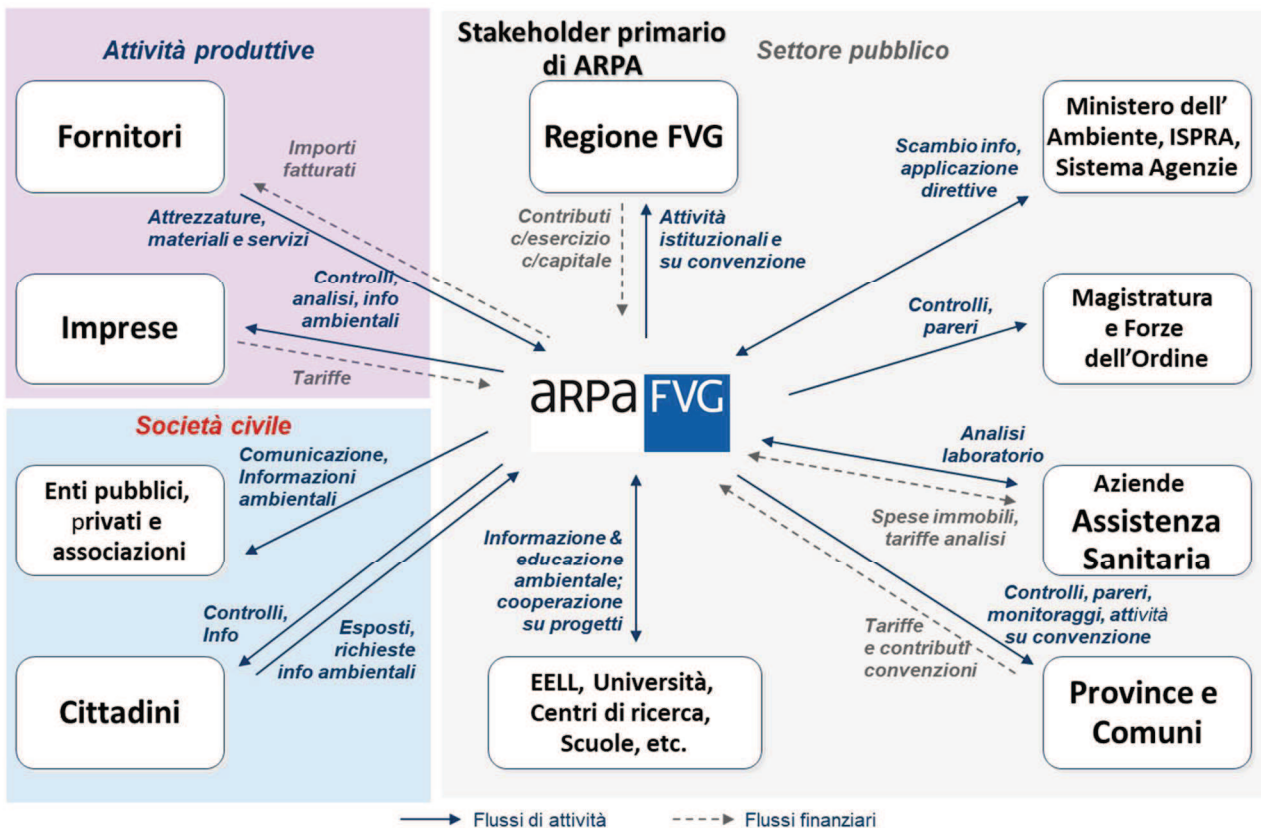 Attività produttive
Fornitori
Importi
fatturati
Attrezzature,
materiali e servizi
Imprese
Controlli,
analisi, info
ambientali
Tariffe
Società civile
Enti pubblici,
privati e
associazioni
Comunicazione,
Informazioni
ambientali
Controlli,
Info
Esposti,
richieste
info ambientali
Cittadini
Stakeholder primario
di ARPA
Settore pubblico
Regione FVG
Contributi
c/esercizio
c/capitale
Attività
istituzionali e
su convenzione
Scambio info,
applicazione
direttive
Ministero dell'
Ambiente, ISPRA,
Sistema Agenzie
Controlli,
pareri
Magistratura
e Forze
dell'Ordine
aRPa FVG
Analisi
laboratorio
Spese immobili,
tariffe analisi
Aziende
Assistenza
Sanitaria
Informazione &
educazione
ambientale;
cooperazione
su progetti
Controlli, pareri,
monitoraggi, attività
su convenzione
Tariffe
e contributi
convenzioni
EELL, Università,
Centri di ricerca,
Scuole, etc.
Province e
Comuni
Flussi di attività
Flussi finanziari